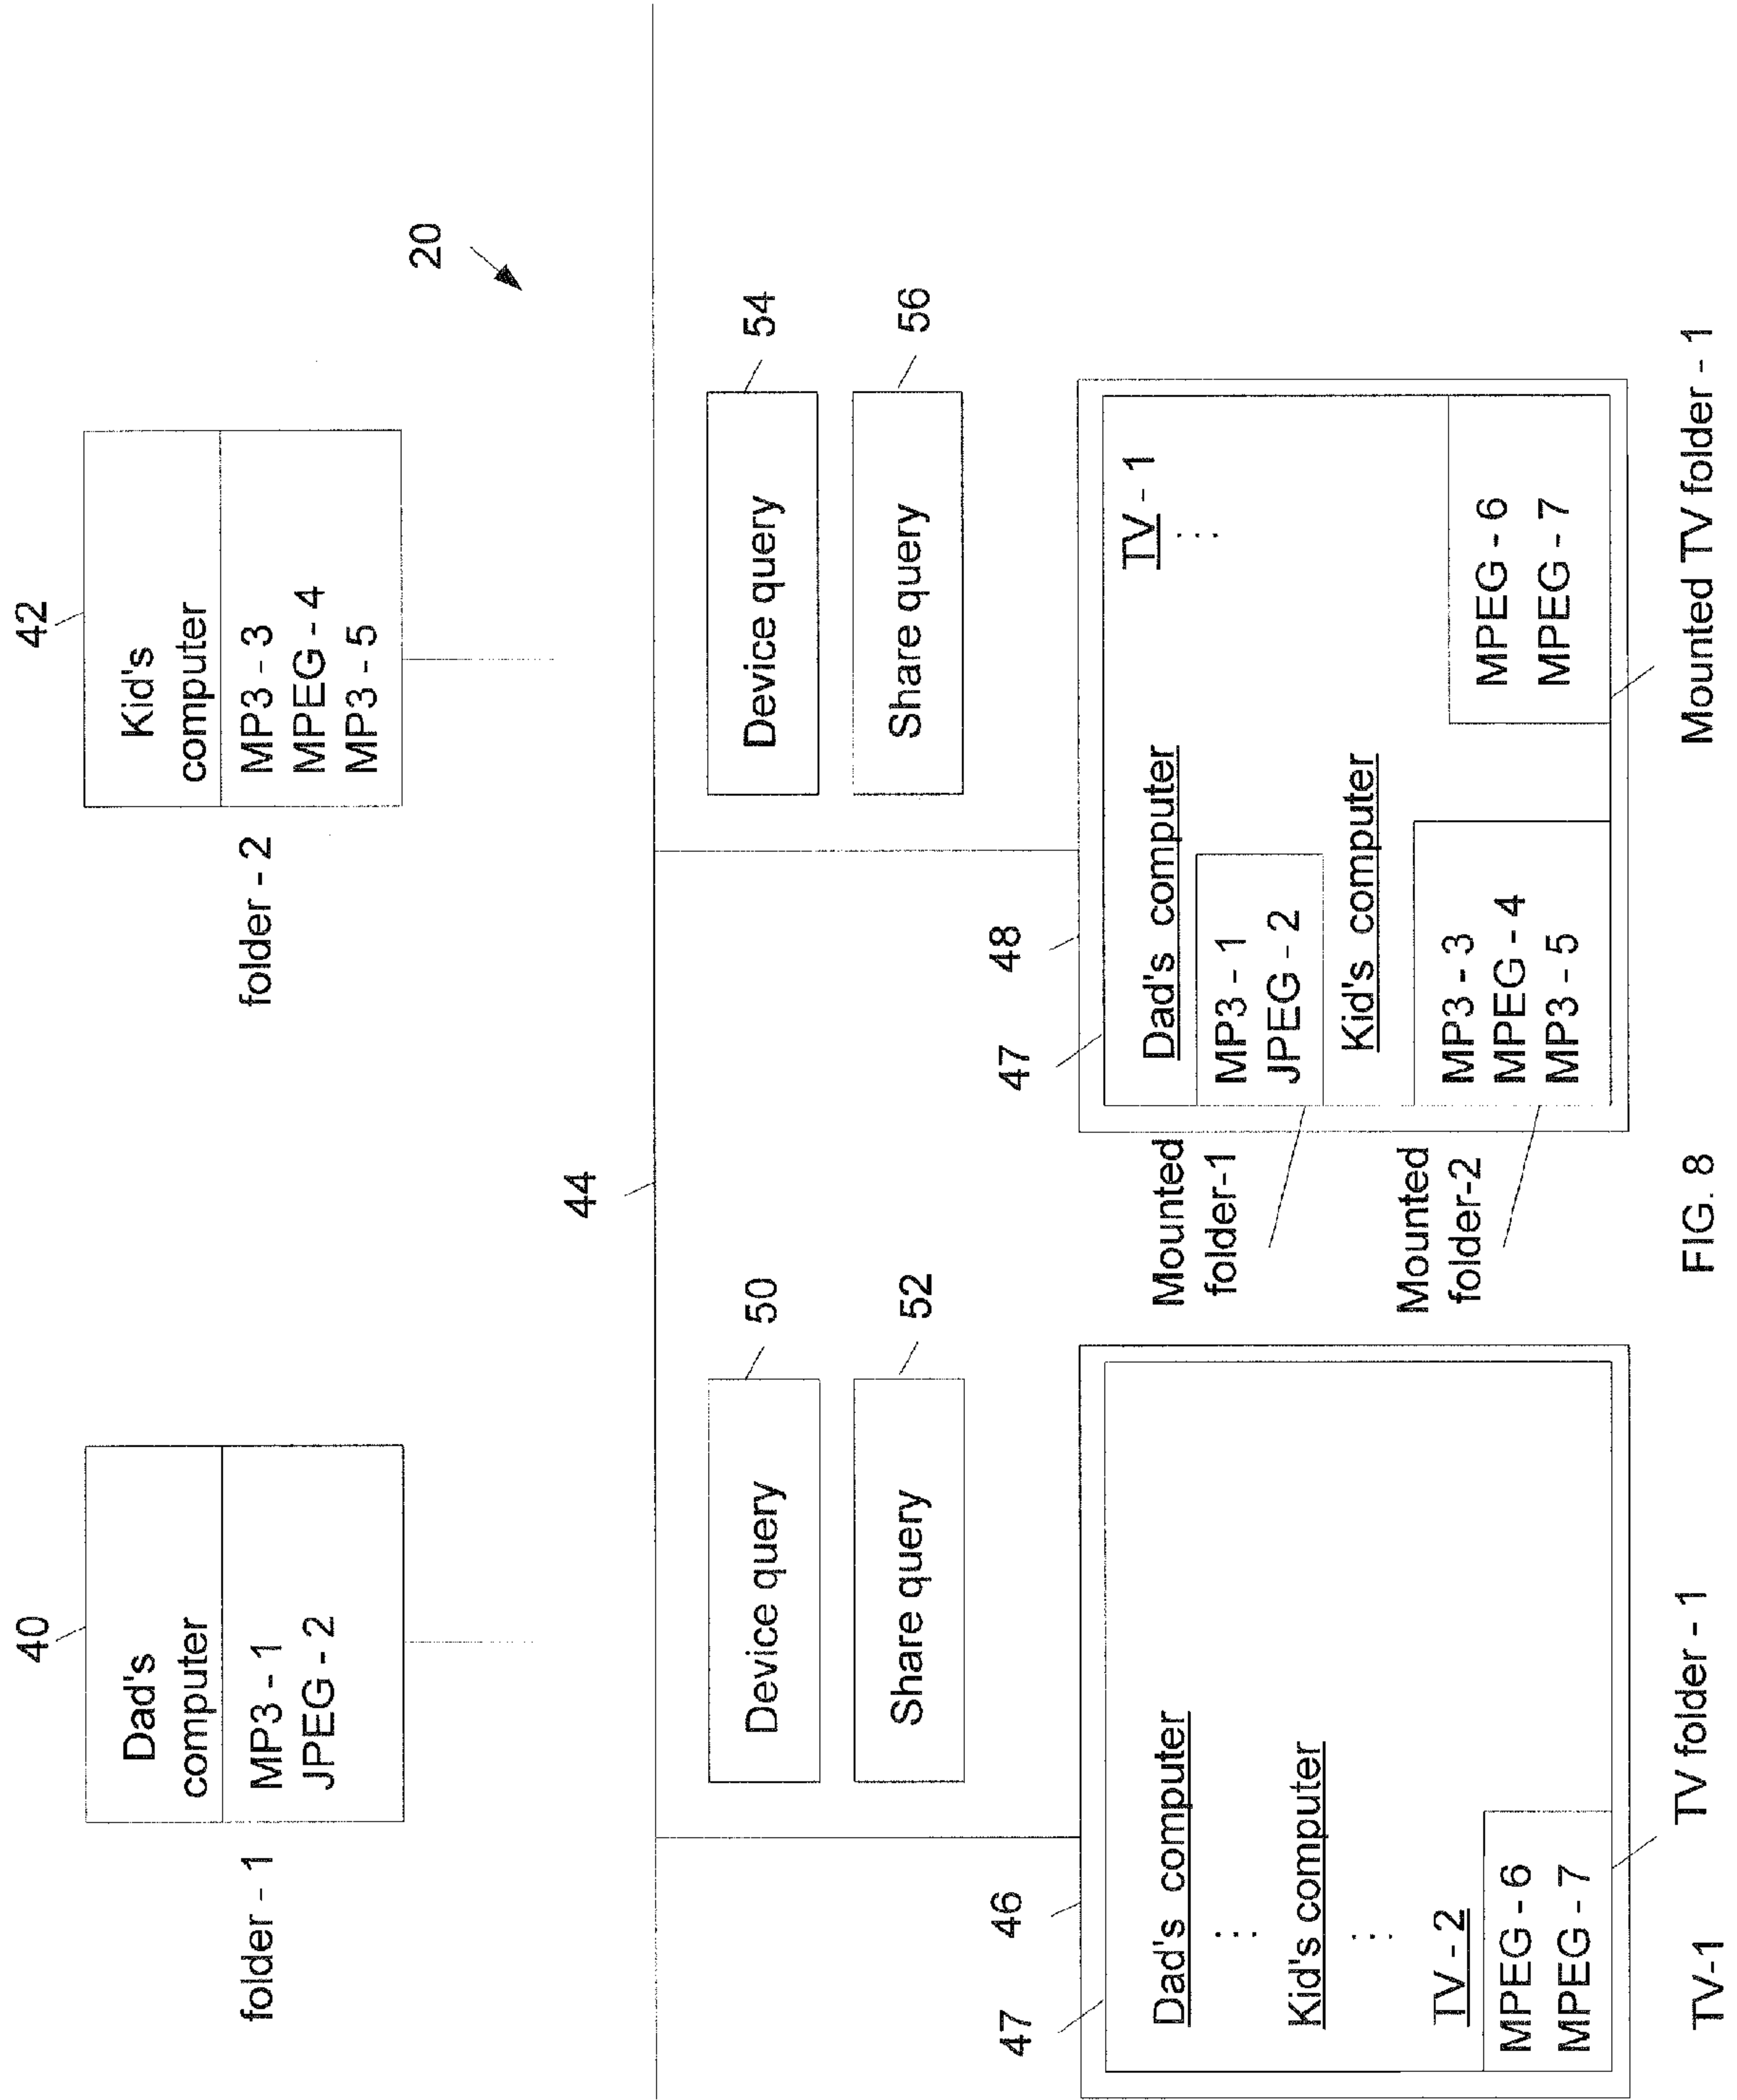 40
Dad's
computer
MP3 - 1
JPEG - 2
folder - 1
42
Kid's
computer
MP3 - 3
MPEG - 4
MP3 - 5
folder - 2
20
44
Device query
50
Share query
52
Device query
54
Share query
56
47
46
Dad's computer
⋮
Kid's computer
⋮
TV - 2
MPEG - 6
MPEG - 7
TV-1
TV folder - 1
47
48
Dad's computer
MP3 - 1
JPEG - 2
Kid's computer
MP3 - 3
MPEG - 4
MP3 - 5
TV - 1
⋮
MPEG - 6
MPEG - 7
Mounted
folder-1
Mounted
folder-2
Mounted TV folder - 1
FIG. 8